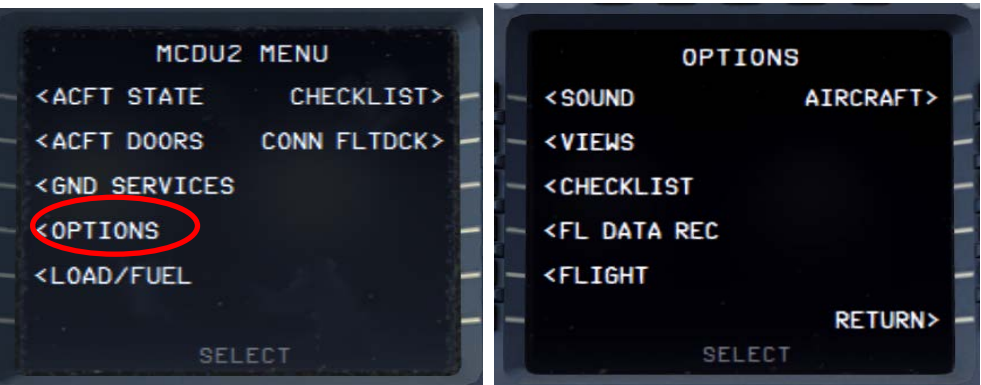 MCDU2 MENU
<ACFT STATE CHECKLIST>
<ACFT DOORS CONN FLTDCK>
<GND SERVICES
<OPTIONS
<LOAD/FUEL
SELECT
OPTIONS
<SOUND AIRCRAFT>
<VIEWS
<CHECKLIST
<FL DATA REC
<FLIGHT
RETURN>
SELECT